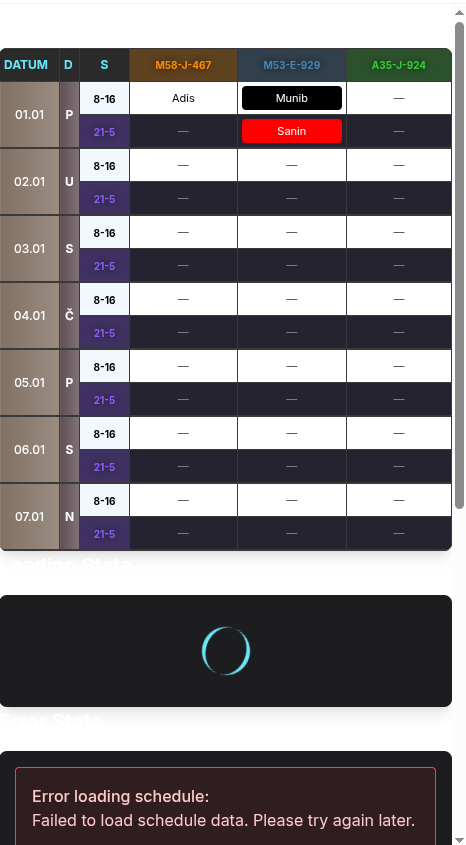 DATUM D S M58-J-467 M53-E-929 A35-J-924
01.01 P 8-16 Adis Munib —
21-5 — Sanin —
02.01 U 8-16 — — —
21-5 — — —
03.01 S 8-16 — — —
21-5 — — —
04.01 Č 8-16 — — —
21-5 — — —
05.01 P 8-16 — — —
21-5 — — —
06.01 S 8-16 — — —
21-5 — — —
07.01 N 8-16 — — —
21-5 — — —
Loading State
Error State
Error loading schedule:
Failed to load schedule data. Please try again later.